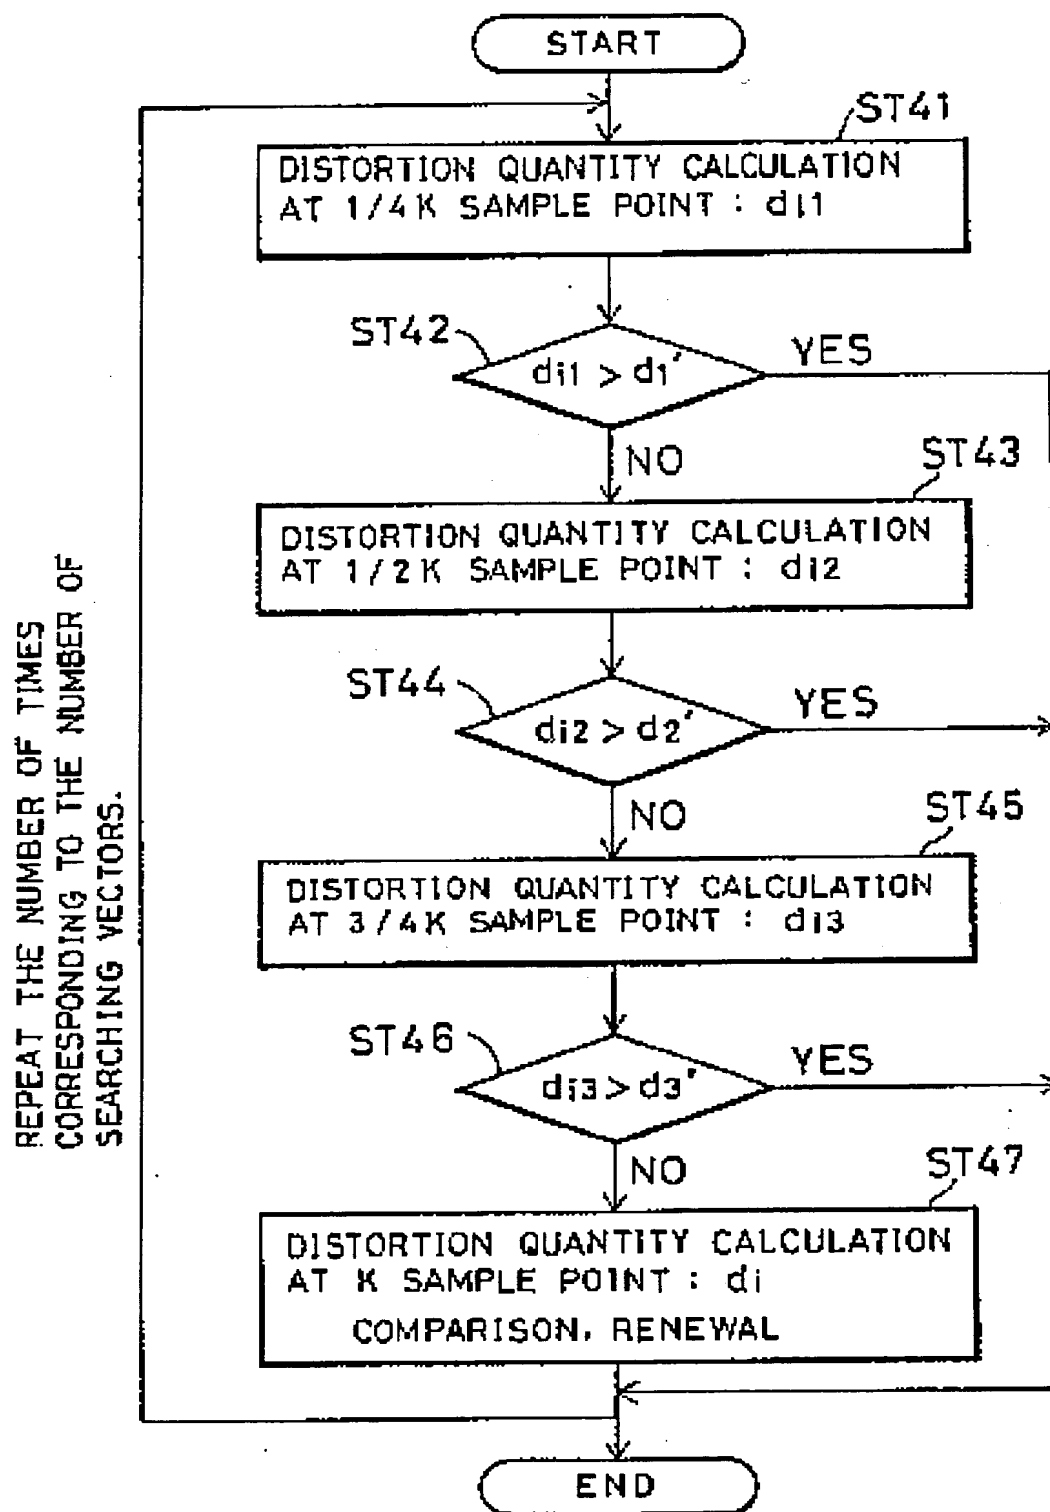 START
ST41
DISTORTION QUANTITY CALCULATION
AT 1/4K SAMPLE POINT : di1
ST42
di1 > d1'
YES
NO
ST43
DISTORTION QUANTITY CALCULATION
AT 1/2K SAMPLE POINT : di2
ST44
di2 > d2'
YES
NO
ST45
DISTORTION QUANTITY CALCULATION
AT 3/4K SAMPLE POINT : di3
ST46
di3 > d3'
YES
NO
ST47
DISTORTION QUANTITY CALCULATION
AT K SAMPLE POINT : di
COMPARISON, RENEWAL
END
REPEAT THE NUMBER OF TIMES
CORRESPONDING TO THE NUMBER OF
SEARCHING VECTORS.